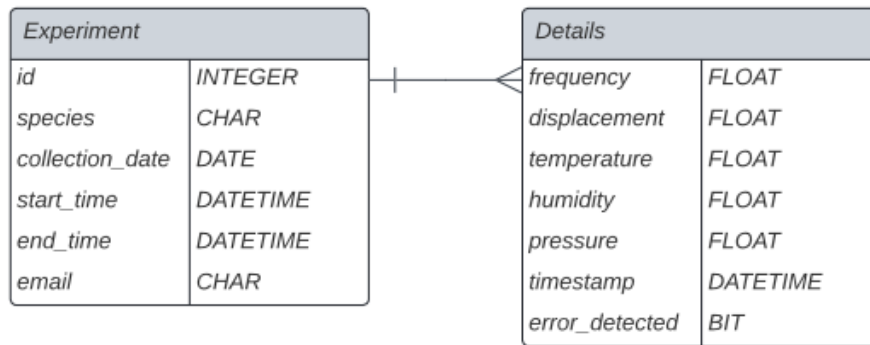 Experiment
id INTEGER
species CHAR
collection_date DATE
start_time DATETIME
end_time DATETIME
email CHAR
Details
frequency FLOAT
displacement FLOAT
temperature FLOAT
humidity FLOAT
pressure FLOAT
timestamp DATETIME
error_detected BIT